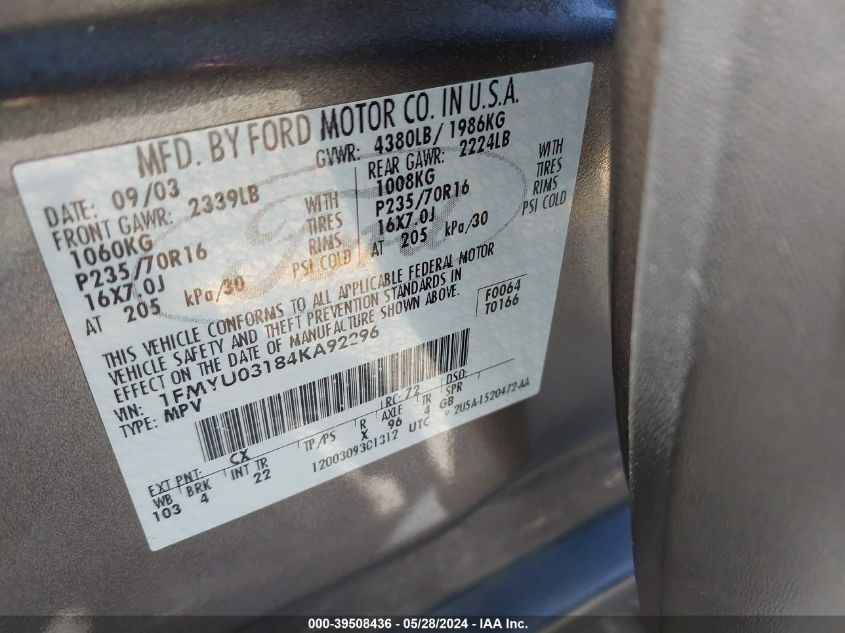 MFD. BY FORD MOTOR CO. IN U.S.A.
DATE: 09/03 GVWR: 4380LB/ 1986KG
FRONT GAWR: 2339LB REAR GAWR: 2224LB
1060KG WITH 1008KG WITH
P235/70R16 TIRES P235/70R16 TIRES
16X7.0J RIMS 16X7.0J RIMS
AT 205 kPa/30 PSI COLD AT 205 kPa/30 PSI COLD
THIS VEHICLE CONFORMS TO ALL APPLICABLE FEDERAL MOTOR
VEHICLE SAFETY AND THEFT PREVENTION STANDARDS IN
EFFECT ON THE DATE OF MANUFACTURE SHOWN ABOVE.
F0064
T0166
VIN: 1FMYU03184KA92296
TYPE: MPV
EXT PNT: CX RC: 72 DSO:
WB BRK INT TR TP/PS R AXLE TR SPR
103 4 22 X 96 4 GB
1200309301312 UTC 2U5A-1520472-AA
000-39508436 - 05/28/2024 - IAA Inc.